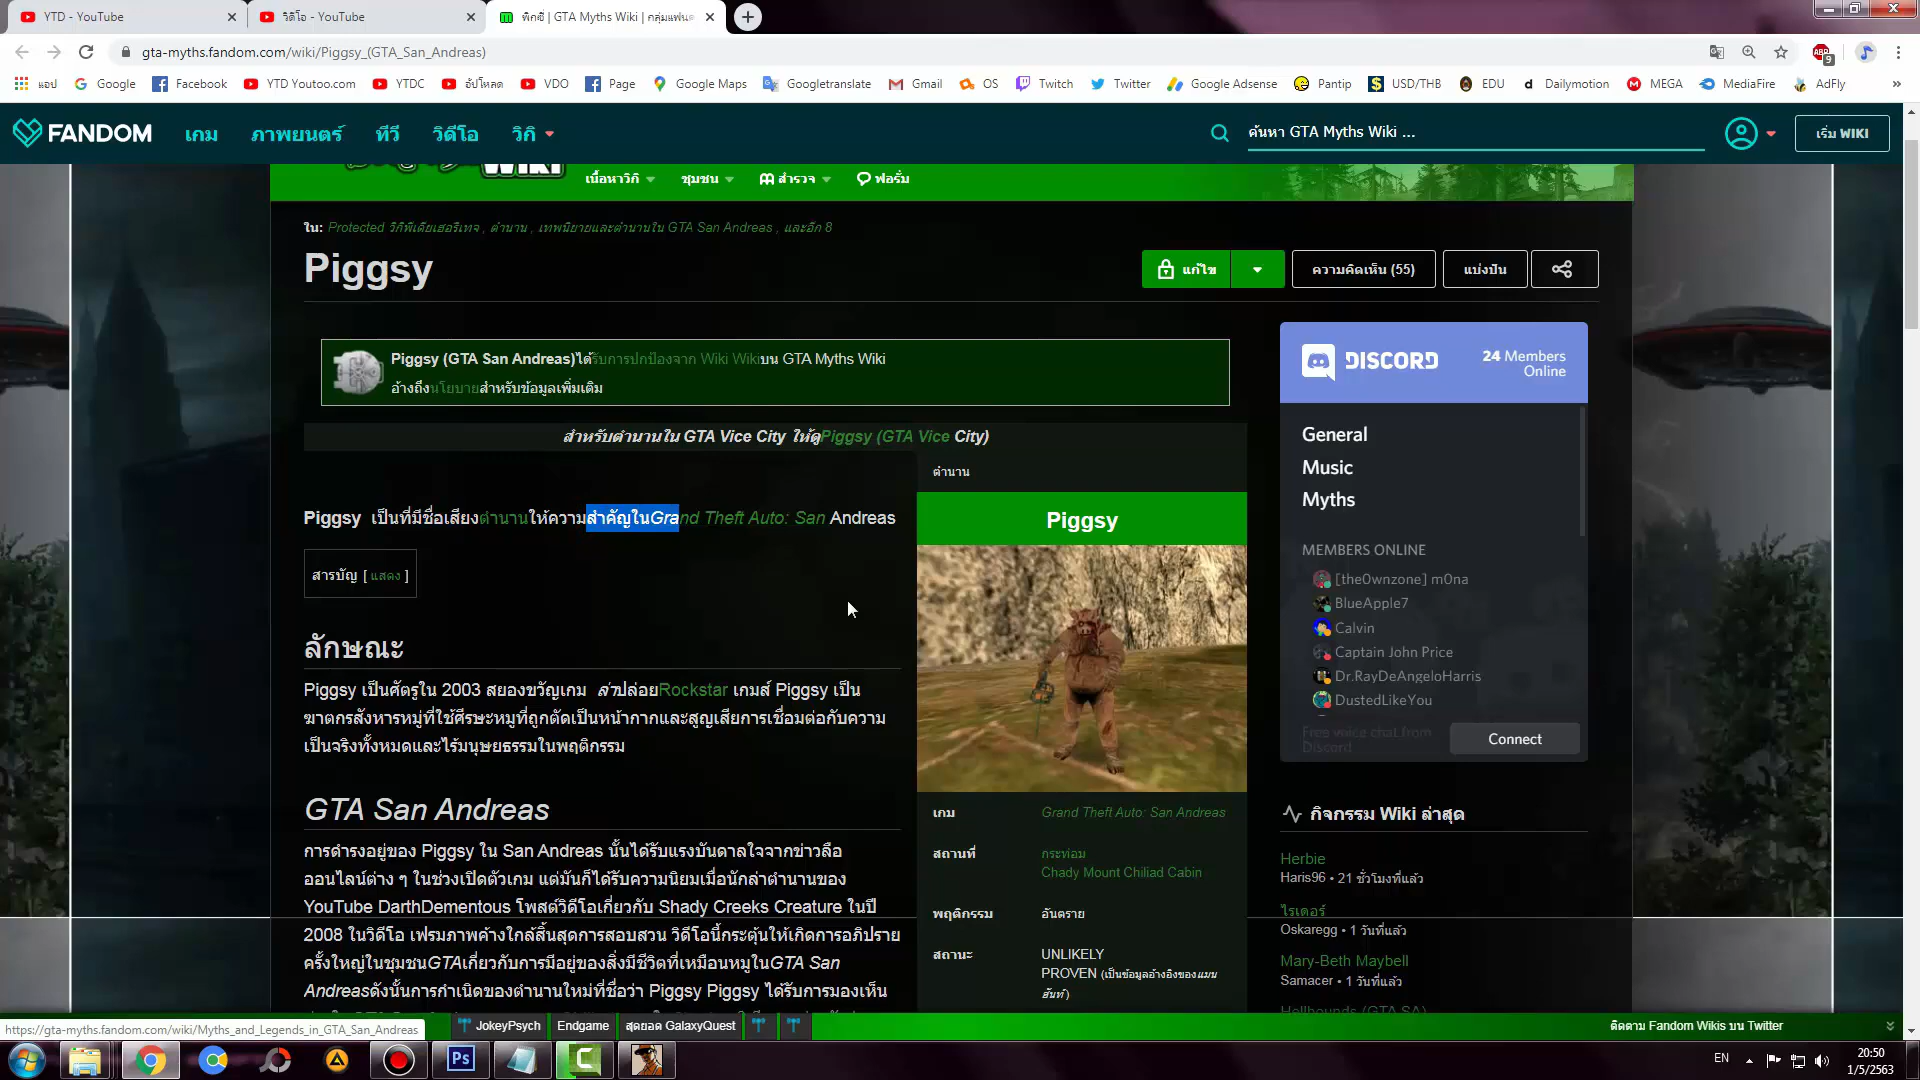 YTD - YouTube
วิดีโอ - YouTube
พิกซี่ | GTA Myths Wiki | กลุ่มแฟนด
gta-myths.fandom.com/wiki/Piggsy_(GTA_San_Andreas)
9
แอป Google Facebook YTD Youtoo.com YTDC อัปโหลด VDO Page Google Maps Googletranslate Gmail OS Twitch Twitter Google Adsense Pantip USD/THB EDU Dailymotion MEGA MediaFire AdFly »
FANDOM เกม ภาพยนตร์ ทีวี วิดีโอ วิกิ
ค้นหา GTA Myths Wiki ...
เริ่ม WIKI
WIKI
เนื้อหาวิกิ ชุมชน สำรวจ ฟอรั่ม
ใน: Protected วิกิพีเดียเฮอริเทจ , ตำนาน , เทพนิยายและตำนานใน GTA San Andreas , และอีก 8
Piggsy
แก้ไข
ความคิดเห็น (55)
แบ่งปัน
Piggsy (GTA San Andreas)ได้รับการปกป้องจาก Wiki Wikiบน GTA Myths Wiki
อ้างถึงนโยบายสำหรับข้อมูลเพิ่มเติม
สำหรับตำนานใน GTA Vice City ให้ดูPiggsy (GTA Vice City)
Piggsy เป็นที่มีชื่อเสียงตำนานให้ความสำคัญในGrand Theft Auto: San Andreas
สารบัญ [ แสดง ]
ลักษณะ
Piggsy เป็นศัตรูใน 2003 สยองขวัญเกม ล่าปล่อยRockstar เกมส์ Piggsy เป็น
ฆาตกรสังหารหมู่ที่ใช้ศีรษะหมูที่ถูกตัดเป็นหน้ากากและสูญเสียการเชื่อมต่อกับความ
เป็นจริงทั้งหมดและไร้มนุษยธรรมในพฤติกรรม
GTA San Andreas
การดำรงอยู่ของ Piggsy ใน San Andreas นั้นได้รับแรงบันดาลใจจากข่าวลือ
ออนไลน์ต่าง ๆ ในช่วงเปิดตัวเกม แต่มันก็ได้รับความนิยมเมื่อนักล่าตำนานของ
YouTube DarthDementous โพสต์วิดีโอเกี่ยวกับ Shady Creeks Creature ในปี
2008 ในวิดีโอ เฟรมภาพค้างใกล้สิ้นสุดการสอบสวน วิดีโอนี้กระตุ้นให้เกิดการอภิปราย
ครั้งใหญ่ในชุมชนGTAเกี่ยวกับการมีอยู่ของสิ่งมีชีวิตที่เหมือนหมูในGTA San
Andreasดังนั้นการกำเนิดของตำนานใหม่ที่ชื่อว่า Piggsy Piggsy ได้รับการมองเห็น
ตำนาน
Piggsy
เกม Grand Theft Auto: San Andreas
สถานที่ กระท่อม
Chady Mount Chiliad Cabin
พฤติกรรม อันตราย
สถานะ UNLIKELY
PROVEN (เป็นข้อมูลอ้างอิงของแมน
ฮันท์)
DISCORD 24 Members
Online
General
Music
Myths
MEMBERS ONLINE
[the0wnzone] m0na
BlueApple7
Calvin
Captain John Price
Dr.RayDeAngeloHarris
DustedLikeYou
Free voice chat from
Discord
Connect
กิจกรรม Wiki ล่าสุด
Herbie
Haris96 • 21 ชั่วโมงที่แล้ว
ไรเดอร์
Oskaregg • 1 วันที่แล้ว
Mary-Beth Maybell
Samacer • 1 วันที่แล้ว
Hellhounds (GTA SA)
https://gta-myths.fandom.com/wiki/Myths_and_Legends_in_GTA_San_Andreas
JokeyPsych Endgame สุดยอด GalaxyQuest
ติดตาม Fandom Wikis บน Twitter
Ps
EN
20:50
1/5/2563